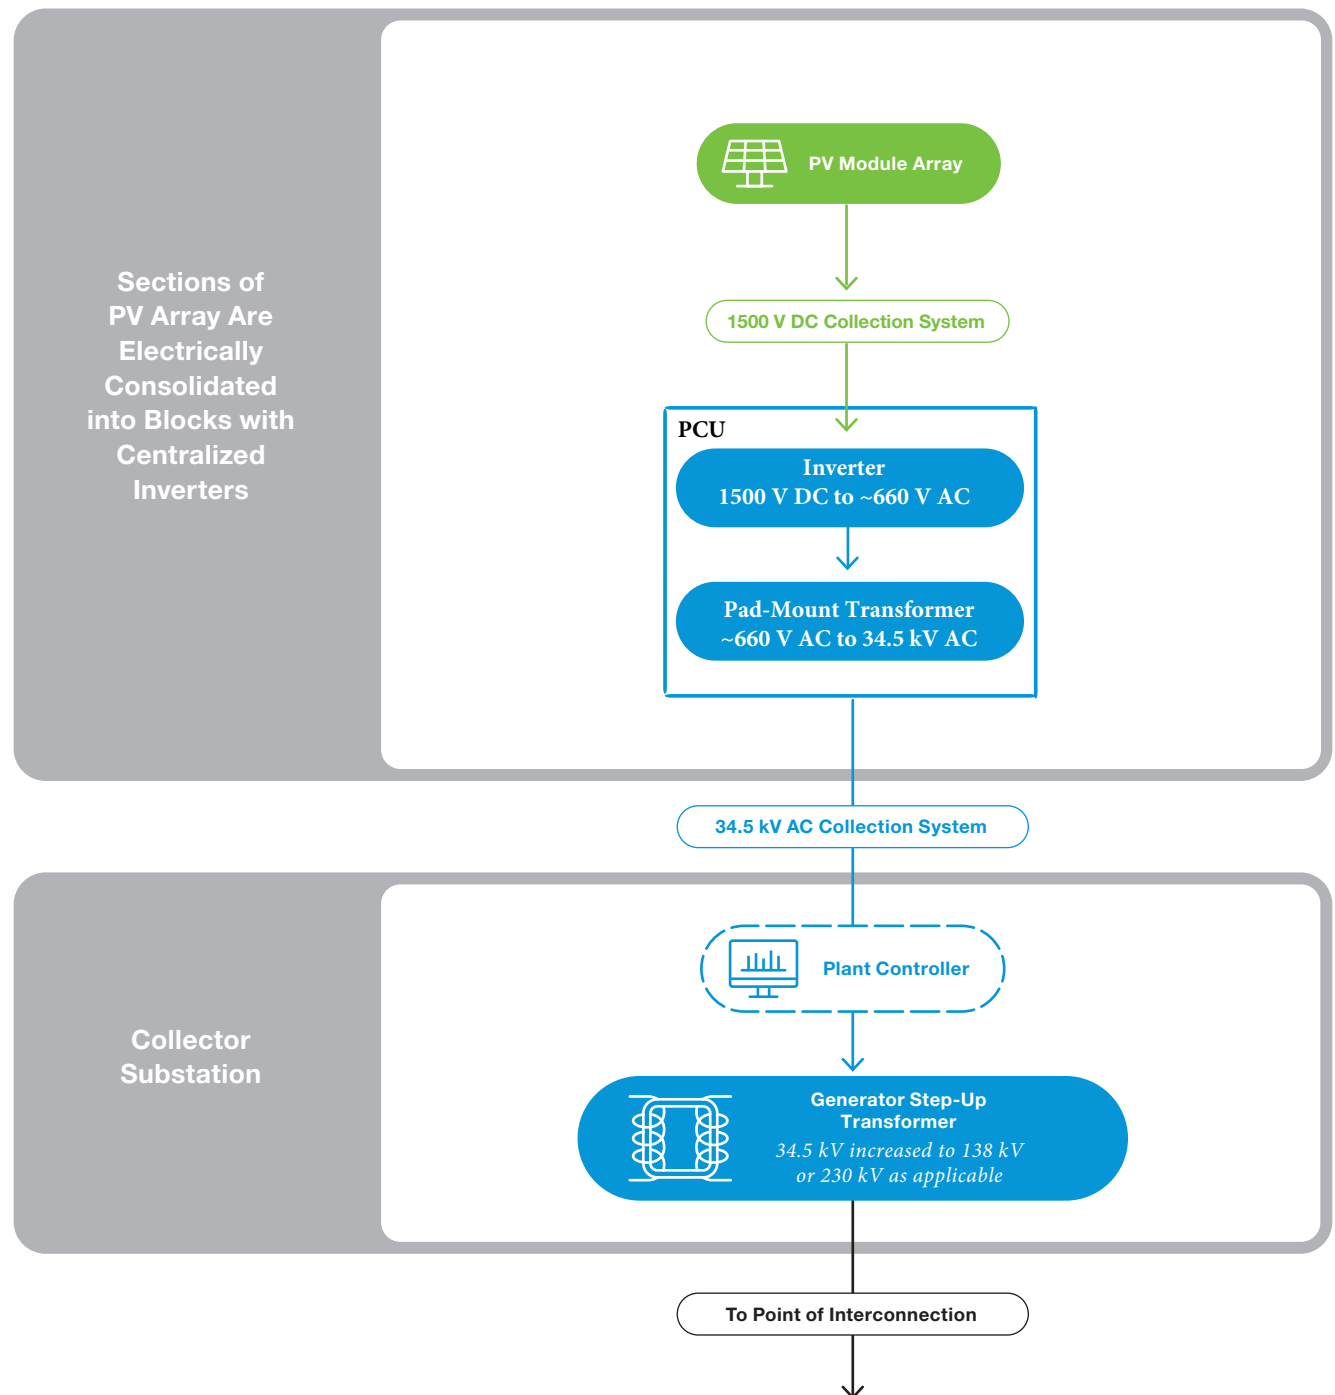 Sections of
PV Array Are
Electrically
Consolidated
into Blocks with
Centralized
Inverters
PV Module Array
1500 V DC Collection System
PCU
Inverter
1500 V DC to ~660 V AC
Pad-Mount Transformer
~660 V AC to 34.5 kV AC
34.5 kV AC Collection System
Collector
Substation
Plant Controller
Generator Step-Up
Transformer
34.5 kV increased to 138 kV
or 230 kV as applicable
To Point of Interconnection